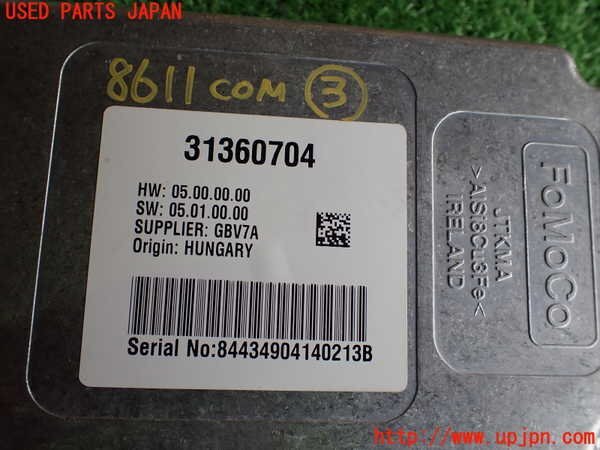 USED PARTS JAPAN
8611 COM ③
31360704
HW: 05.00.00.00
SW: 05.01.00.00
SUPPLIER: GBV7A
Origin: HUNGARY
Serial No:84434904140213B
FoMoCo
JTKMA
>AlSi8Cu3Fe<
IRELAND
http://www.upjpn.com/